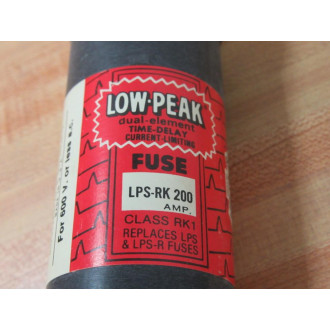 LOW-PEAK
dual-element
TIME-DELAY
CURRENT-LIMITING
FUSE
LPS-RK 200
AMP.
CLASS RK1
REPLACES LPS
& LPS-R FUSES
For 600 V. or less a.c.